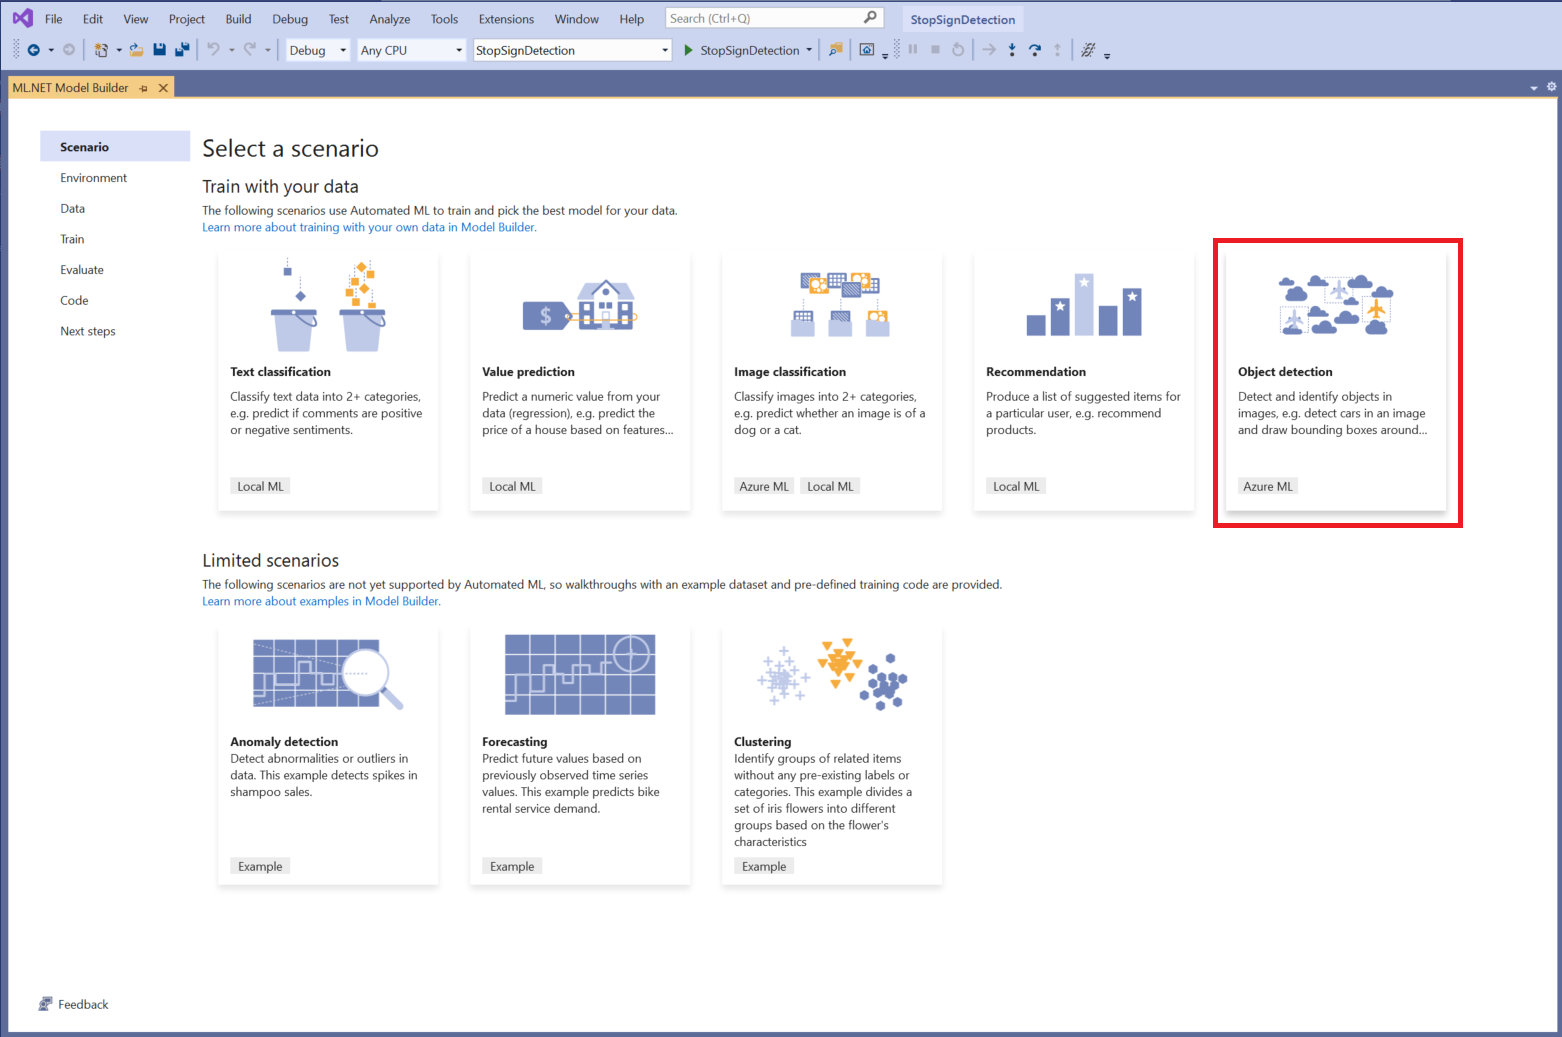 File Edit View Project Build Debug Test Analyze Tools Extensions Window Help Search (Ctrl+Q) StopSignDetection
Debug Any CPU StopSignDetection StopSignDetection
ML.NET Model Builder
Scenario
Environment
Data
Train
Evaluate
Code
Next steps
Select a scenario
Train with your data
The following scenarios use Automated ML to train and pick the best model for your data.
Learn more about training with your own data in Model Builder.
$
Text classification
Classify text data into 2+ categories,
e.g. predict if comments are positive
or negative sentiments.
Local ML
Value prediction
Predict a numeric value from your
data (regression), e.g. predict the
price of a house based on features...
Local ML
Image classification
Classify images into 2+ categories,
e.g. predict whether an image is of a
dog or a cat.
Azure ML Local ML
Recommendation
Produce a list of suggested items for
a particular user, e.g. recommend
products.
Local ML
Object detection
Detect and identify objects in
images, e.g. detect cars in an image
and draw bounding boxes around...
Azure ML
Limited scenarios
The following scenarios are not yet supported by Automated ML, so walkthroughs with an example dataset and pre-defined training code are provided.
Learn more about examples in Model Builder.
Anomaly detection
Detect abnormalities or outliers in
data. This example detects spikes in
shampoo sales.
Example
Forecasting
Predict future values based on
previously observed time series
values. This example predicts bike
rental service demand.
Example
Clustering
Identify groups of related items
without any pre-existing labels or
categories. This example divides a
set of iris flowers into different
groups based on the flower's
characteristics
Example
Feedback